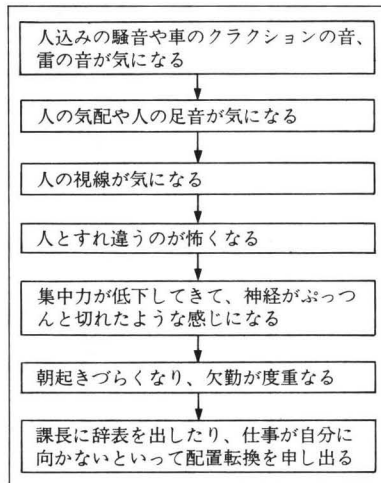 人込みの騒音や車のクラクションの音、
雷の音が気になる
人の気配や人の足音が気になる
人の視線が気になる
人とすれ違うのが怖くなる
集中力が低下してきて、神経がぷっつ
んと切れたような感じになる
朝起きづらくなり、欠勤が度重なる
課長に辞表を出したり、仕事が自分に
向かないといって配置転換を申し出る